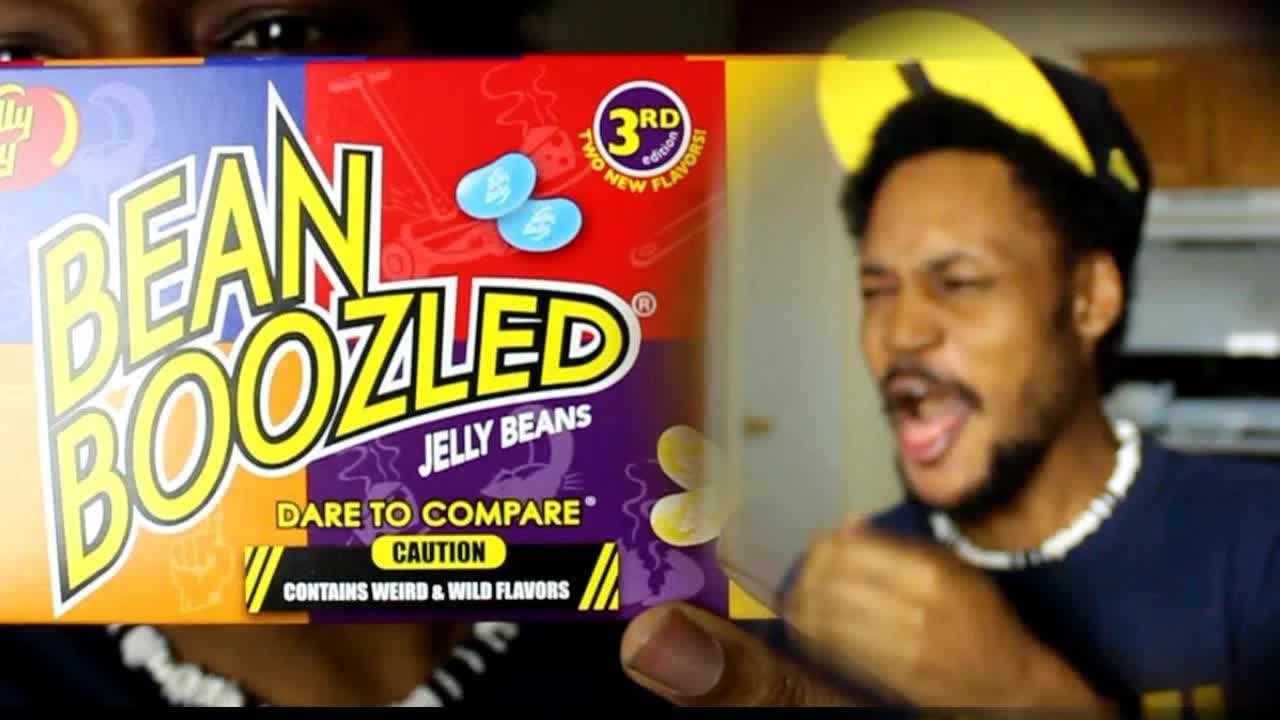 3RD
edition
TWO NEW FLAVORS!
BEAN
BOOZLED®
JELLY BEANS
DARE TO COMPARE®
CAUTION
CONTAINS WEIRD & WILD FLAVORS